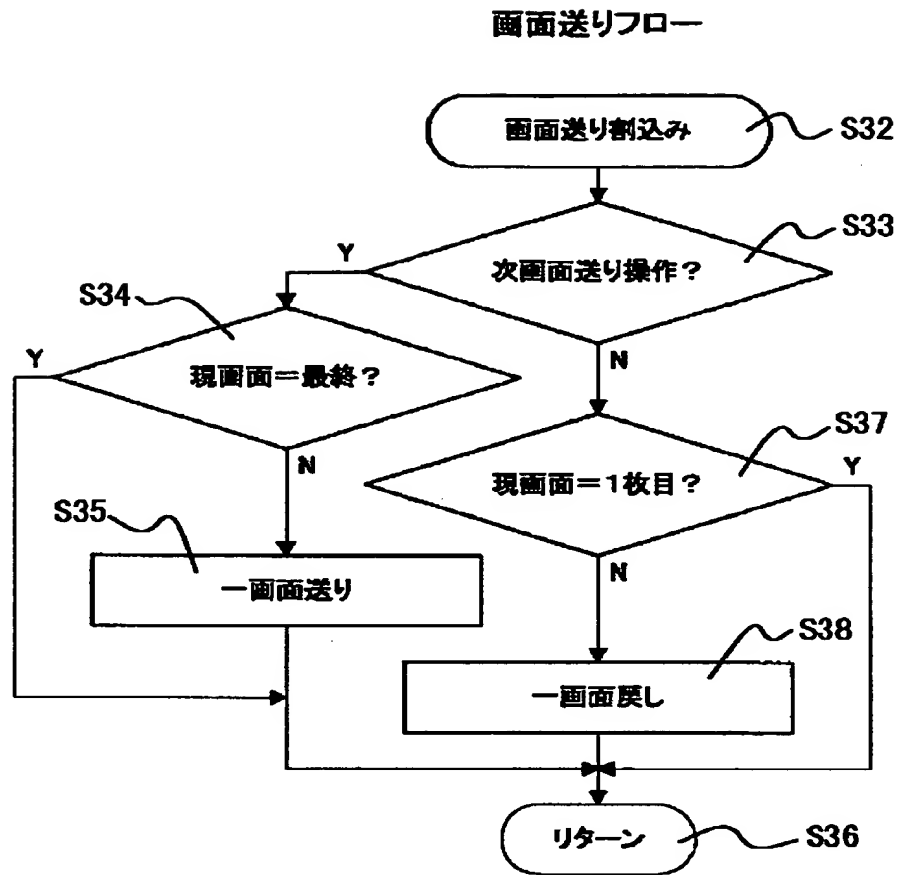 画面送りフロー
画面送り割込み
S32
S33
Y
次画面送り操作？
S34
Y
現画面＝最終？
N
S37
N
現画面＝１枚目？
Y
S35
一画面送り
N
S38
一画面戻し
リターン
S36